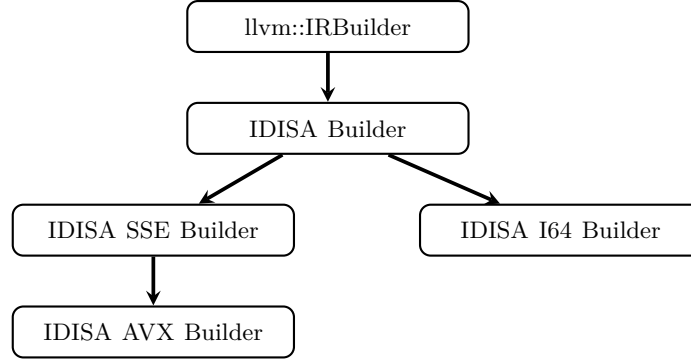 llvm::IRBuilder
IDISA Builder
IDISA SSE Builder
IDISA I64 Builder
IDISA AVX Builder